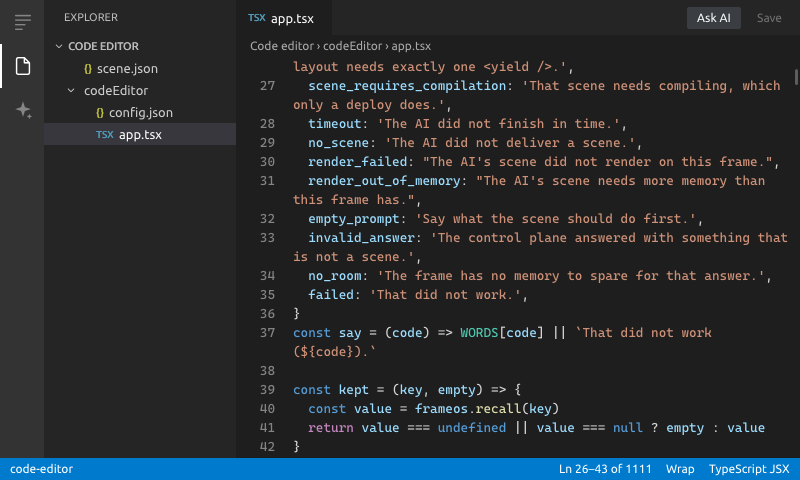 EXPLORER
CODE EDITOR
{} scene.json
codeEditor
{} config.json
TSX app.tsx
TSX app.tsx
Ask AI
Save
Code editor › codeEditor › app.tsx
layout needs exactly one <yield />.',
27 scene_requires_compilation: 'That scene needs compiling, which
only a deploy does.',
28 timeout: 'The AI did not finish in time.',
29 no_scene: 'The AI did not deliver a scene.',
30 render_failed: "The AI's scene did not render on this frame.",
31 render_out_of_memory: "The AI's scene needs more memory than
this frame has.",
32 empty_prompt: 'Say what the scene should do first.',
33 invalid_answer: 'The control plane answered with something that
is not a scene.',
34 no_room: 'The frame has no memory to spare for that answer.',
35 failed: 'That did not work.',
36 }
37 const say = (code) => WORDS[code] || `That did not work
(${code}).`
38
39 const kept = (key, empty) => {
40 const value = frameos.recall(key)
41 return value === undefined || value === null ? empty : value
42 }
code-editor
Ln 26–43 of 1111
Wrap
TypeScript JSX